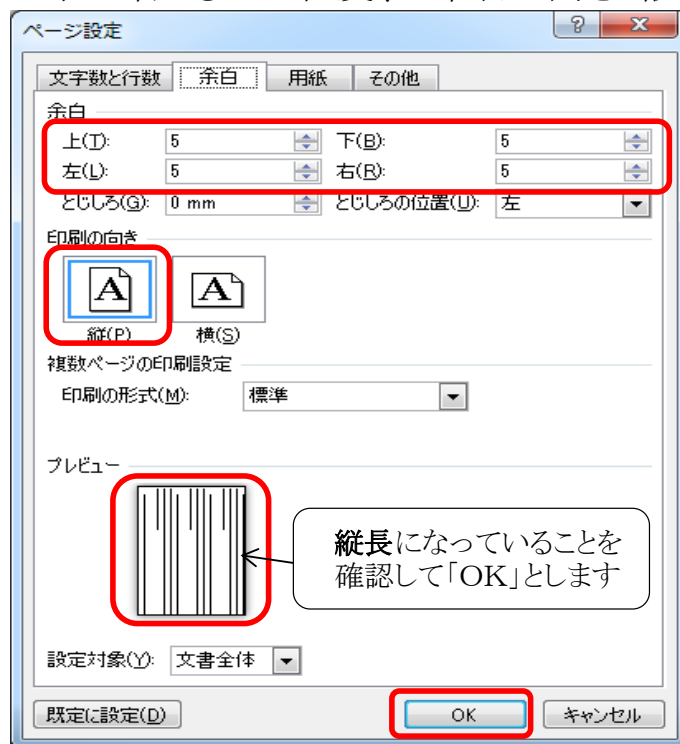 ページ設定
文字数と行数 余白 用紙 その他
余白
上(T): 5 下(B): 5
左(L): 5 右(R): 5
とじしろ(G): 0 mm とじしろの位置(U): 左
印刷の向き
縦(P) 横(S)
複数ページの印刷設定
印刷の形式(M): 標準
プレビュー
縦長になっていることを
確認して「OK」とします
設定対象(Y): 文書全体
既定に設定(D) OK キャンセル